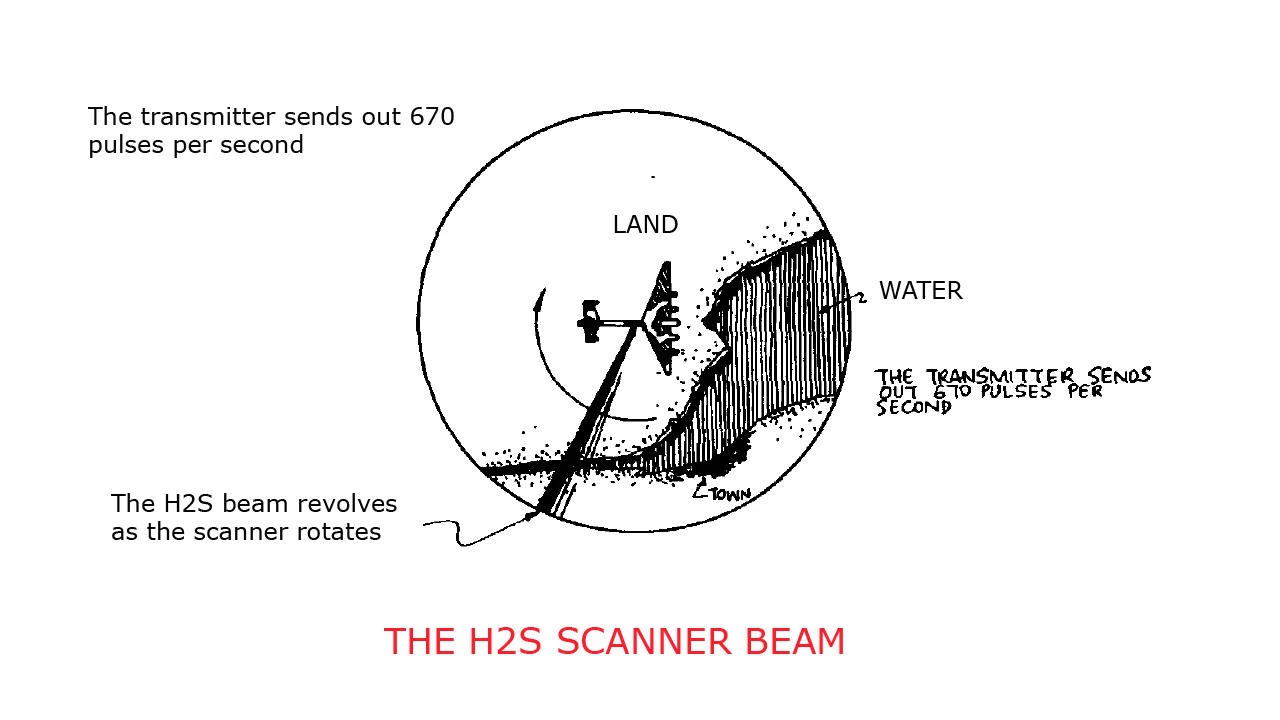 The transmitter sends out 670
pulses per second
LAND
WATER
THE TRANSMITTER SENDS
OUT 670 PULSES PER
SECOND
TOWN
The H2S beam revolves
as the scanner rotates
THE H2S SCANNER BEAM